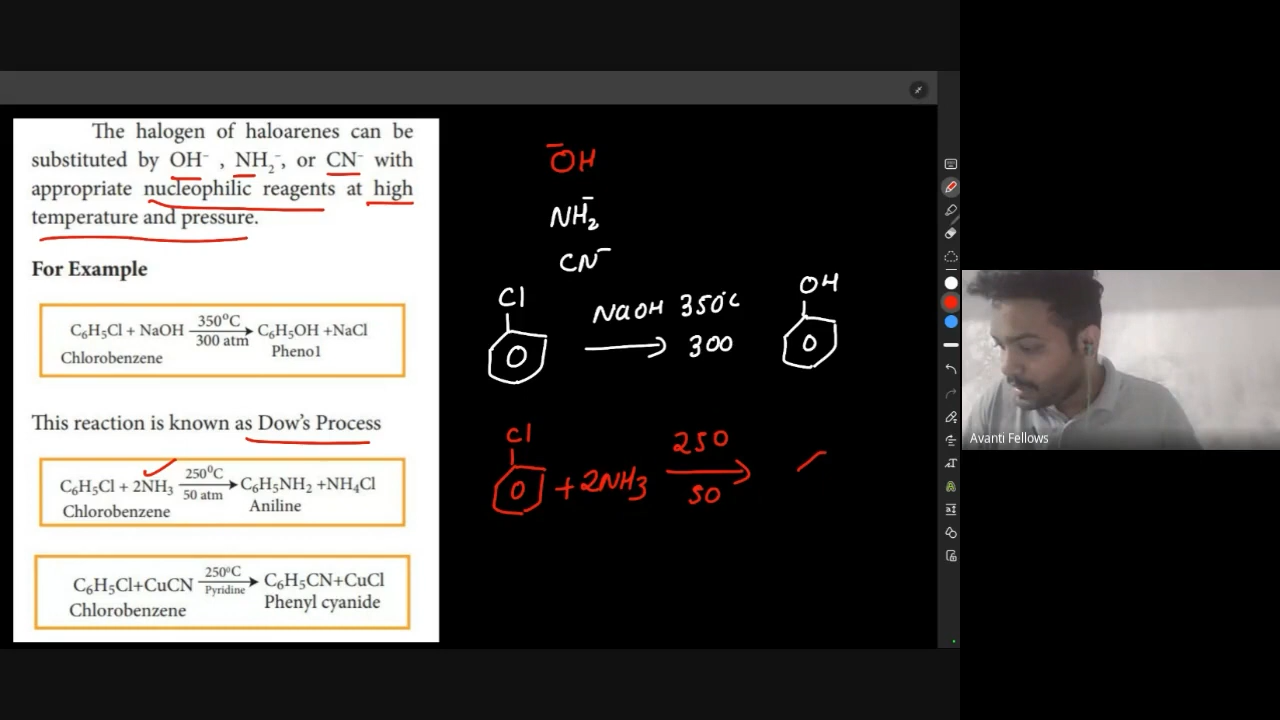 The halogen of haloarenes can be
substituted by OH⁻ , NH₂⁻, or CN⁻ with
appropriate nucleophilic reagents at high
temperature and pressure.
For Example
C₆H₅Cl + NaOH 350⁰C 300 atm C₆H₅OH +NaCl
Chlorobenzene Phenol
This reaction is known as Dow's Process
C₆H₅Cl + 2NH₃ 250⁰C 50 atm C₆H₅NH₂ +NH₄Cl
Chlorobenzene Aniline
C₆H₅Cl+CuCN 250⁰C Pyridine C₆H₅CN+CuCl
Chlorobenzene Phenyl cyanide
⁻OH
NH₂⁻
CN⁻
Cl NaOH 350°C OH
300
Cl + 2NH₃ 250
50
Avanti Fellows